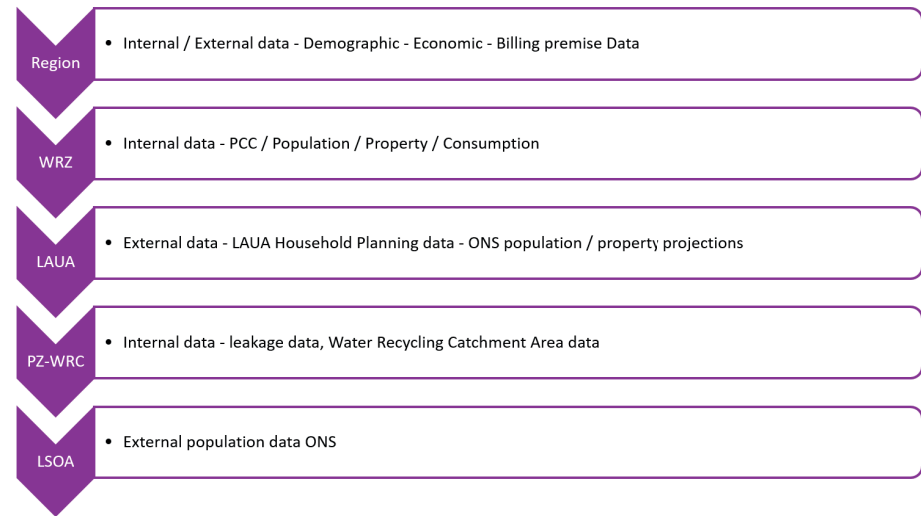 Region
• Internal / External data - Demographic - Economic - Billing premise Data
WRZ
• Internal data - PCC / Population / Property / Consumption
LAUA
• External data - LAUA Household Planning data - ONS population / property projections
PZ-WRC
• Internal data - leakage data, Water Recycling Catchment Area data
LSOA
• External population data ONS